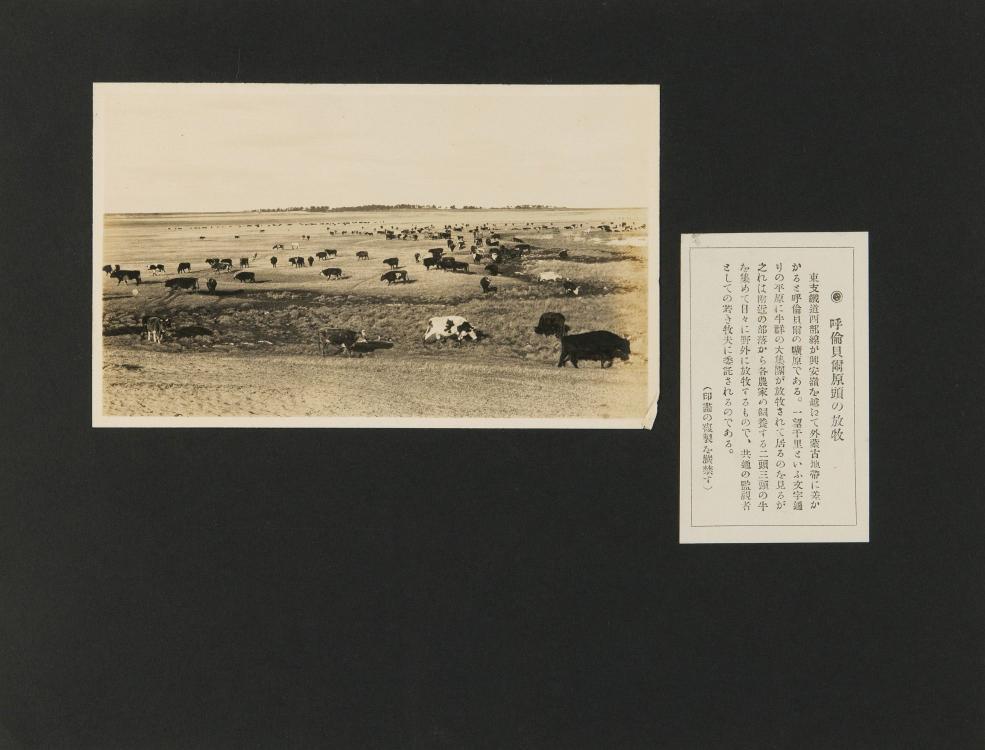 呼倫貝爾原頭の放牧
東支鐵道西部線が興安嶺を越えて外蒙古地帶に差か
かると呼倫貝爾の曠原である。一望千里といふ文字通
りの平原に牛群の大集團が放牧されて居るのを見るが
之れは附近の部落から各農家の飼養する二頭三頭の牛
を集めて日々に野外に放牧するもので、共通の監視者
としての若き牧夫に委託されるのである。
（印畫の複製を嚴禁す）